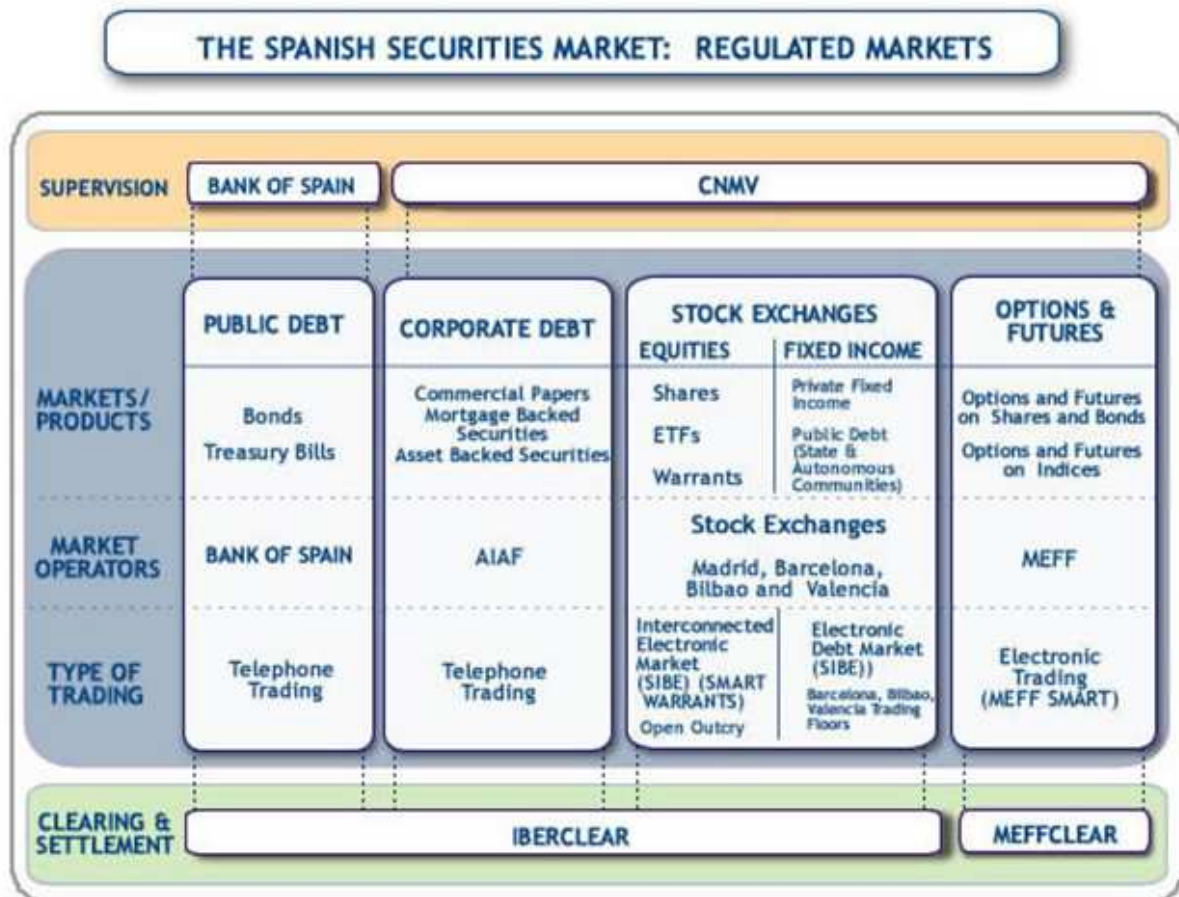 THE SPANISH SECURITIES MARKET: REGULATED MARKETS
SUPERVISION
BANK OF SPAIN
CNMV
MARKETS/
PRODUCTS
PUBLIC DEBT
Bonds
Treasury Bills
CORPORATE DEBT
Commercial Papers
Mortgage Backed
Securities
Asset Backed Securities
STOCK EXCHANGES
EQUITIES
Shares
ETFs
Warrants
FIXED INCOME
Private Fixed
Income
Public Debt
(State &
Autonomous
Communities)
OPTIONS &
FUTURES
Options and Futures
on Shares and Bonds
Options and Futures
on Indices
MARKET
OPERATORS
BANK OF SPAIN
AIAF
Stock Exchanges
Madrid, Barcelona,
Bilbao and Valencia
MEFF
TYPE OF
TRADING
Telephone
Trading
Telephone
Trading
Interconnected
Electronic
Market
(SIBE) (SMART
WARRANTS)
Open Outcry
Electronic
Debt Market
(SIBE))
Barcelona, Bilbao,
Valencia Trading
Floors
Electronic
Trading
(MEFF SMART)
CLEARING &
SETTLEMENT
IBERCLEAR
MEFFCLEAR